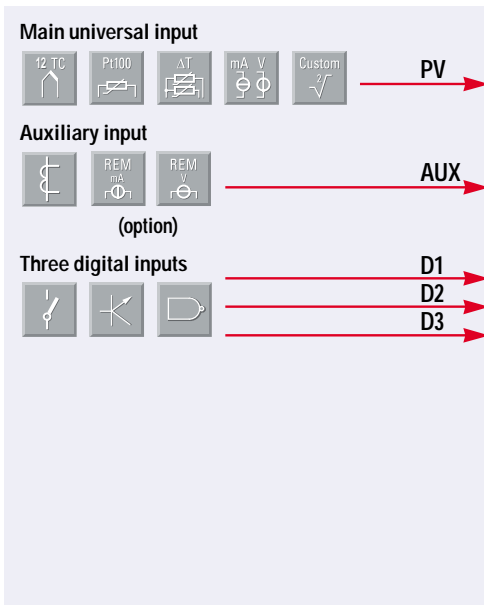 Main universal input
12 TC
Pt100
ΔT
mA V
Custom
2√
PV
Auxiliary input
REM
mA
REM
V
AUX
(option)
Three digital inputs
D1
D2
D3